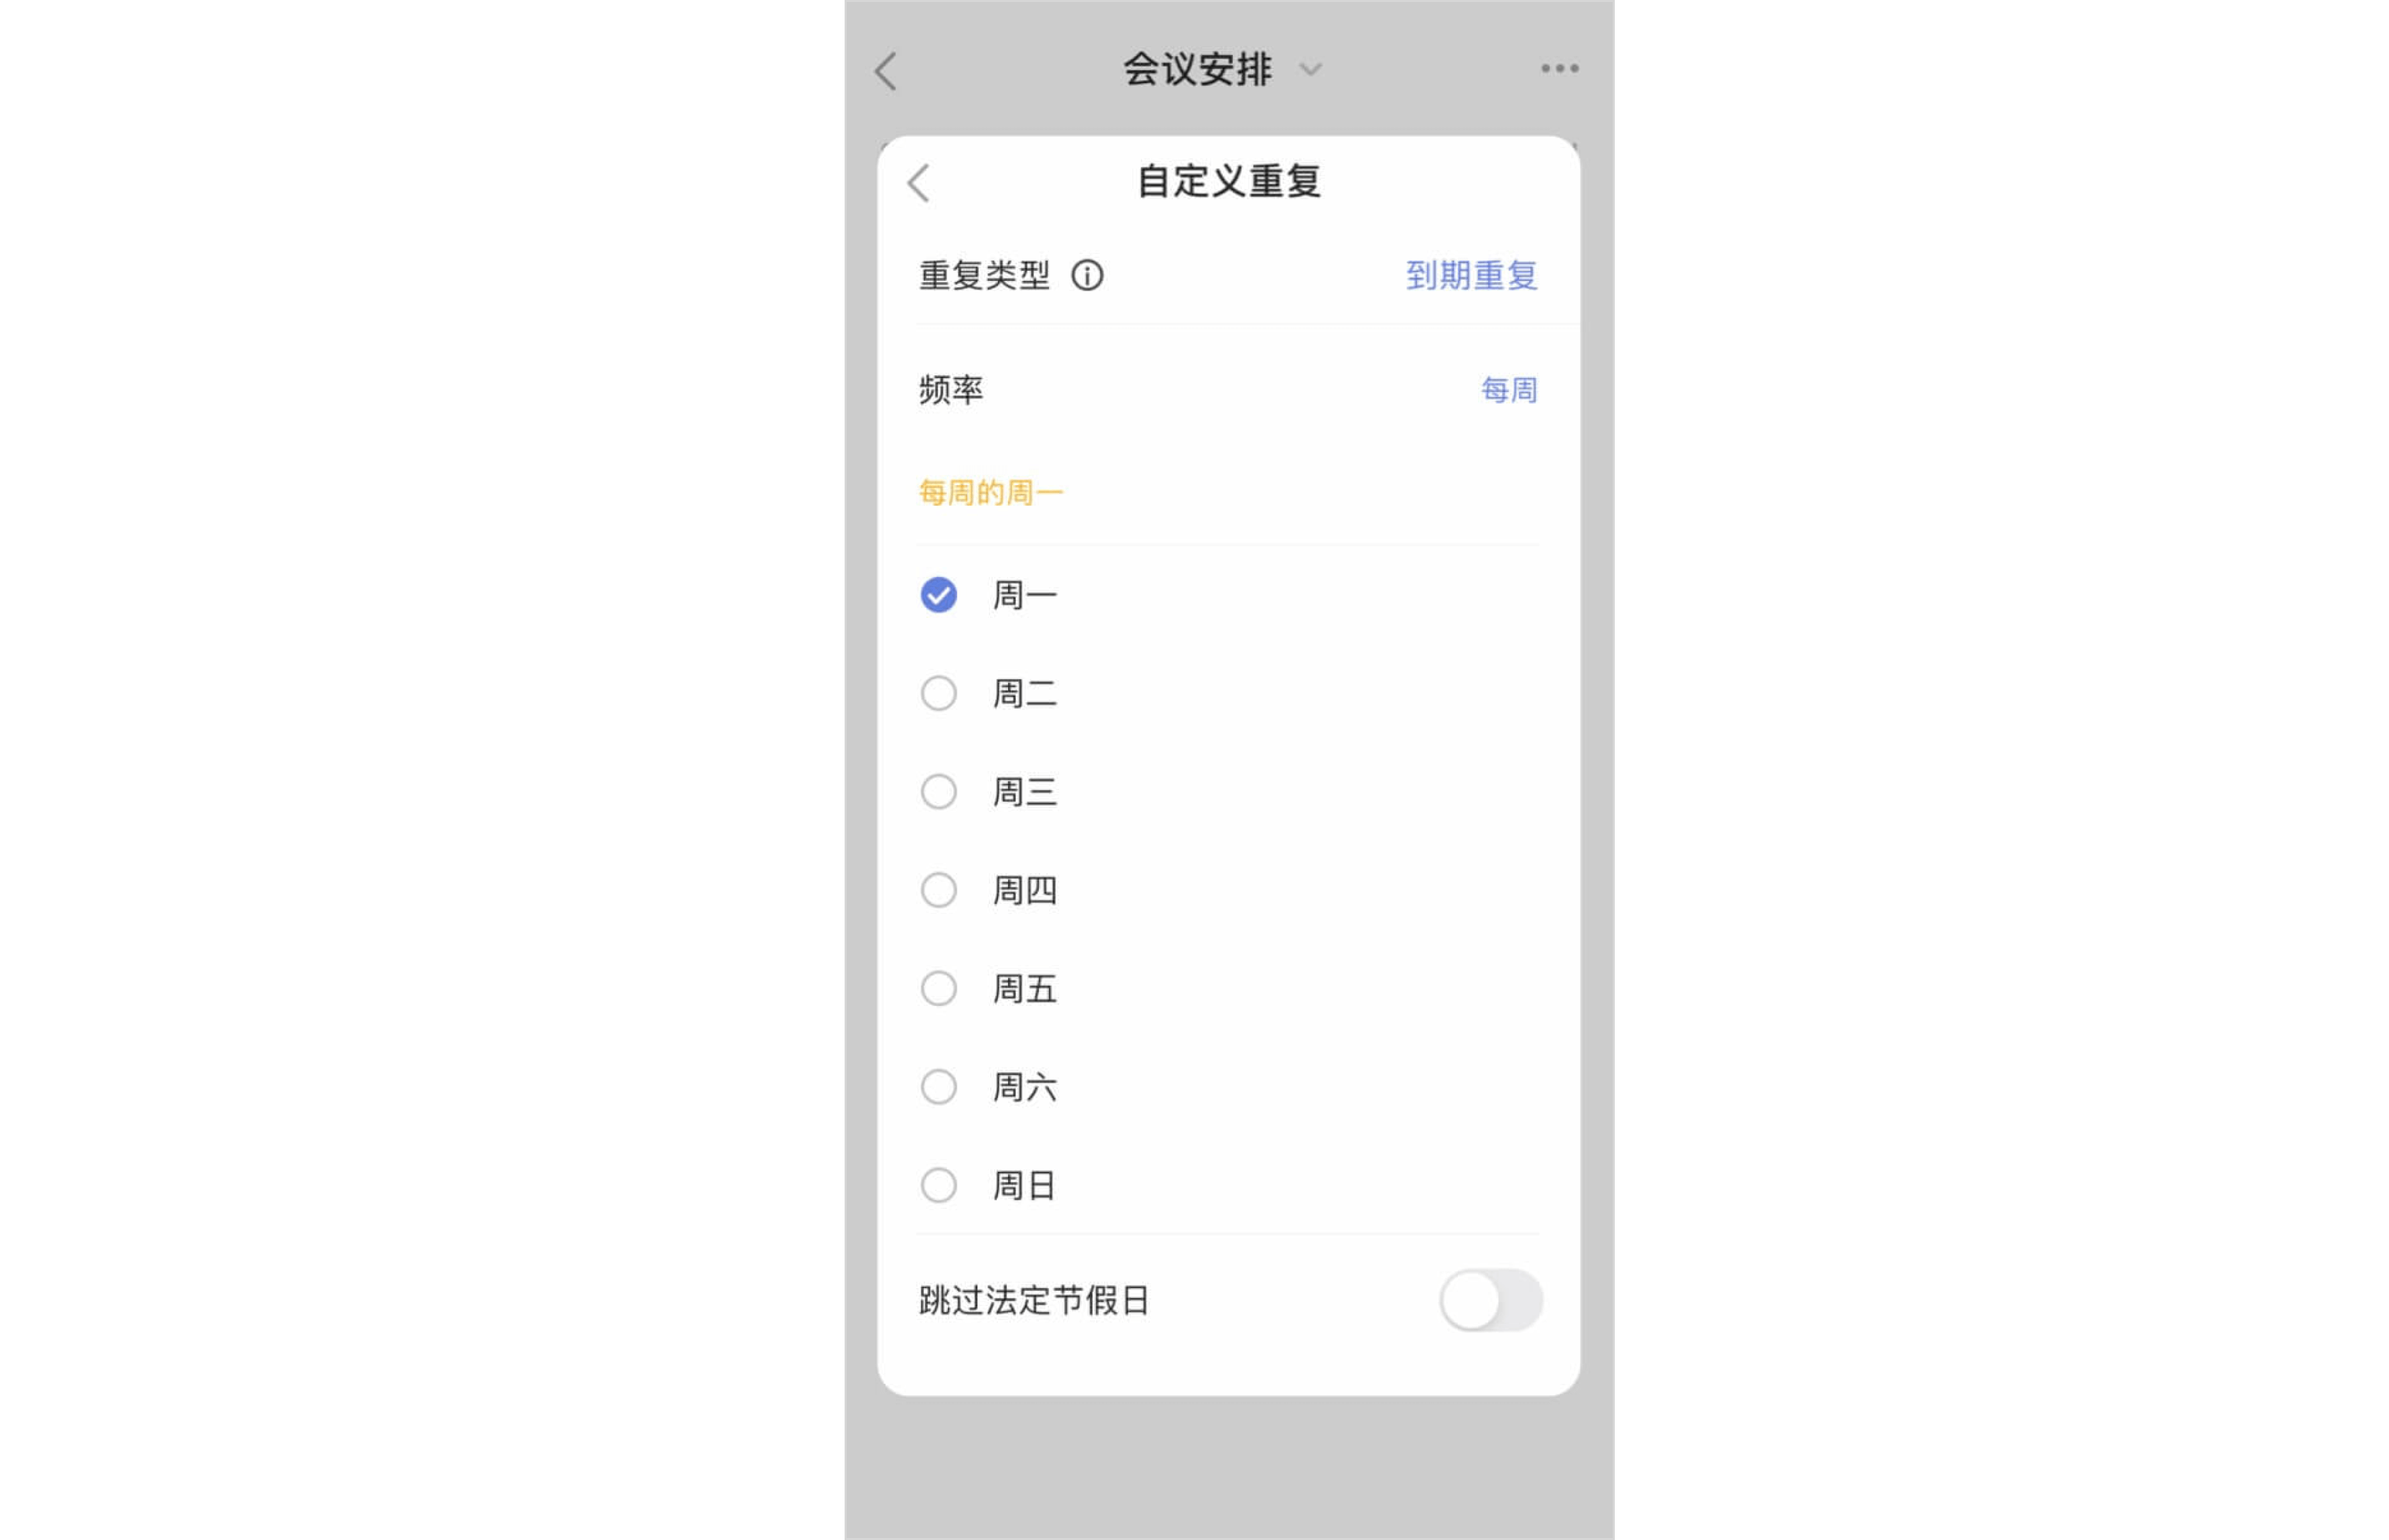 会议安排
自定义重复
重复类型 到期重复
频率 每周
每周的周一
周一
周二
周三
周四
周五
周六
周日
跳过法定节假日